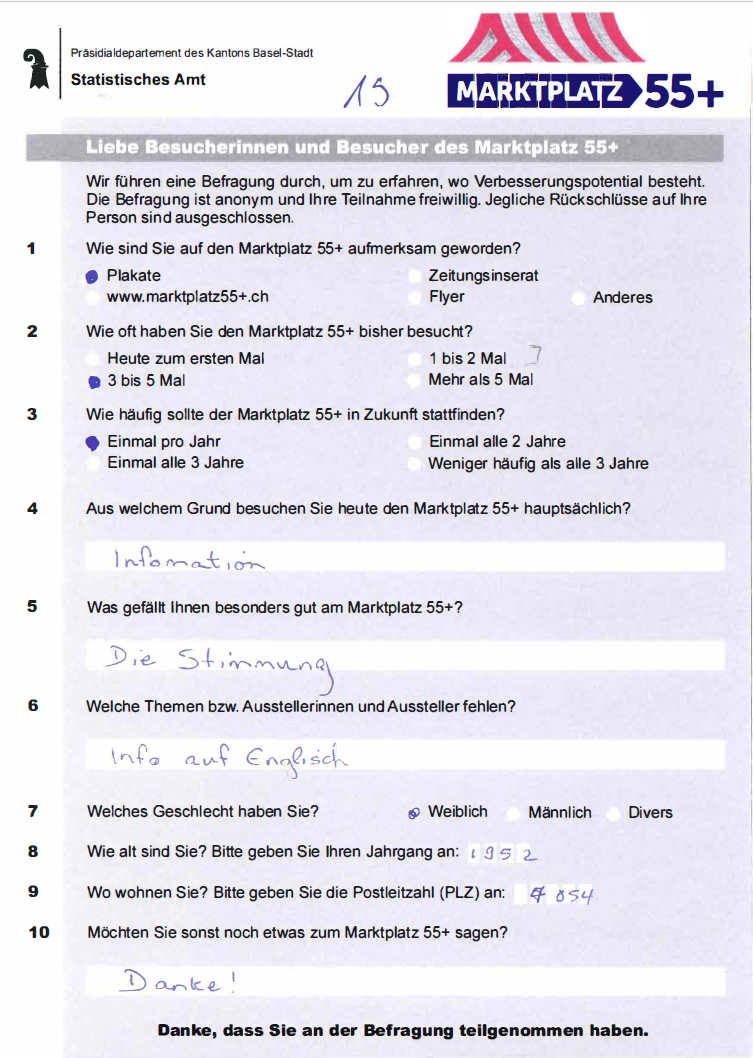 Präsidialdepartement des Kantons Basel-Stadt
Statistisches Amt
19
MARKTPLATZ 55+
Liebe Besucherinnen und Besucher des Marktplatz 55+
Wir führen eine Befragung durch, um zu erfahren, wo Verbesserungspotential besteht.
Die Befragung ist anonym und Ihre Teilnahme freiwillig. Jegliche Rückschlüsse auf Ihre
Person sind ausgeschlossen.
1 Wie sind Sie auf den Marktplatz 55+ aufmerksam geworden?
Plakate Zeitungsinserat
www.marktplatz55+.ch Flyer Anderes
2 Wie oft haben Sie den Marktplatz 55+ bisher besucht?
Heute zum ersten Mal 1 bis 2 Mal
3 bis 5 Mal Mehr als 5 Mal
3 Wie häufig sollte der Marktplatz 55+ in Zukunft stattfinden?
Einmal pro Jahr Einmal alle 2 Jahre
Einmal alle 3 Jahre Weniger häufig als alle 3 Jahre
4 Aus welchem Grund besuchen Sie heute den Marktplatz 55+ hauptsächlich?
Infomation
5 Was gefällt Ihnen besonders gut am Marktplatz 55+?
Die Stimmung
6 Welche Themen bzw. Ausstellerinnen und Aussteller fehlen?
Info auf Englisch
7 Welches Geschlecht haben Sie? Weiblich Männlich Divers
8 Wie alt sind Sie? Bitte geben Sie Ihren Jahrgang an: 1952
9 Wo wohnen Sie? Bitte geben Sie die Postleitzahl (PLZ) an: 4054
10 Möchten Sie sonst noch etwas zum Marktplatz 55+ sagen?
Danke!
Danke, dass Sie an der Befragung teilgenommen haben.